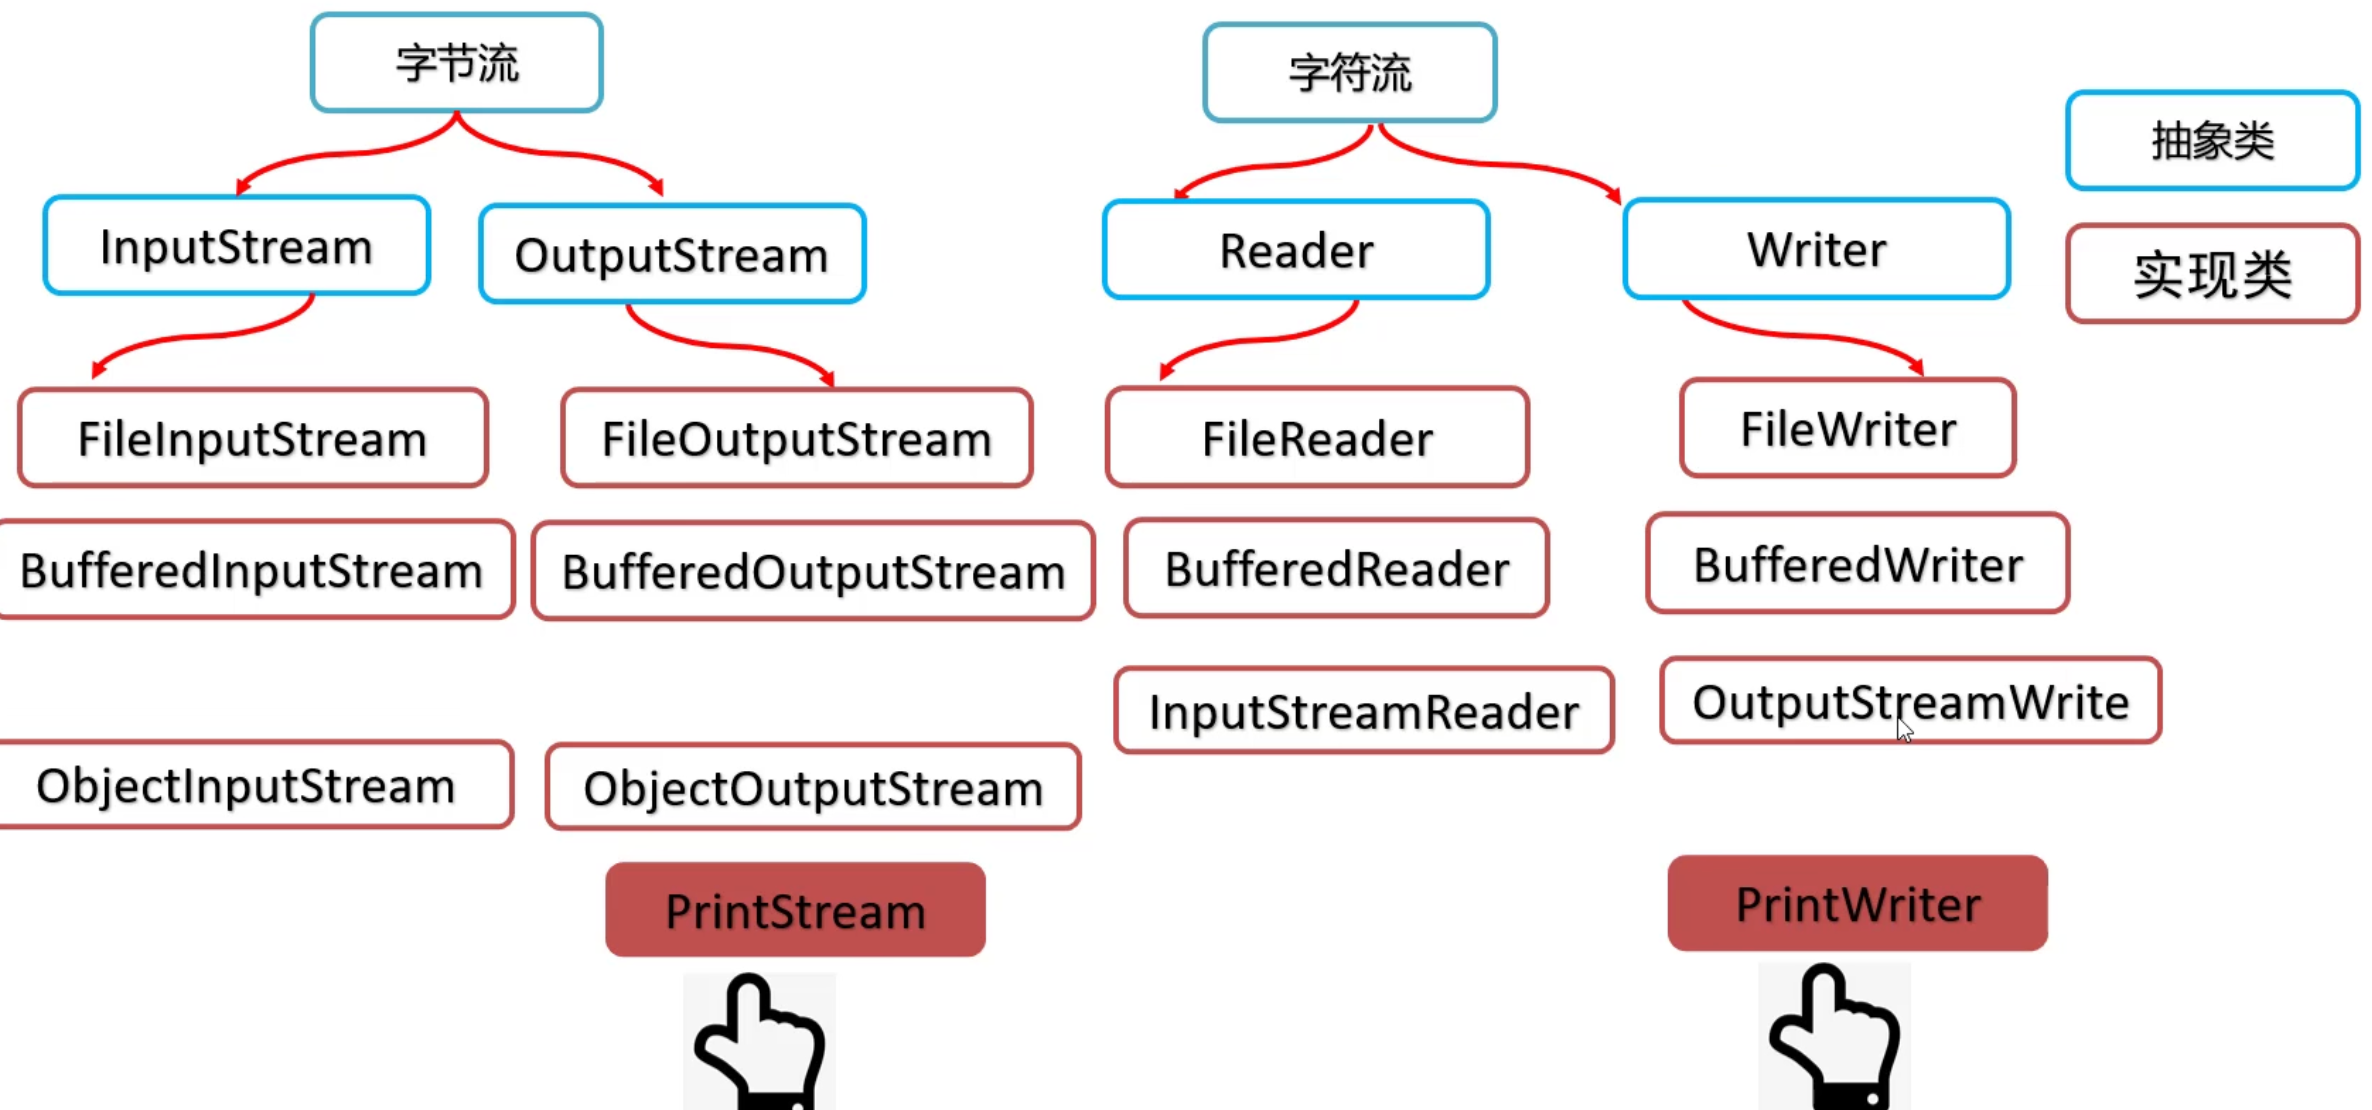 字节流
字符流
抽象类
InputStream
OutputStream
Reader
Writer
实现类
FileInputStream
FileOutputStream
FileReader
FileWriter
BufferedInputStream
BufferedOutputStream
BufferedReader
BufferedWriter
InputStreamReader
OutputStreamWrite
ObjectInputStream
ObjectOutputStream
PrintStream
PrintWriter